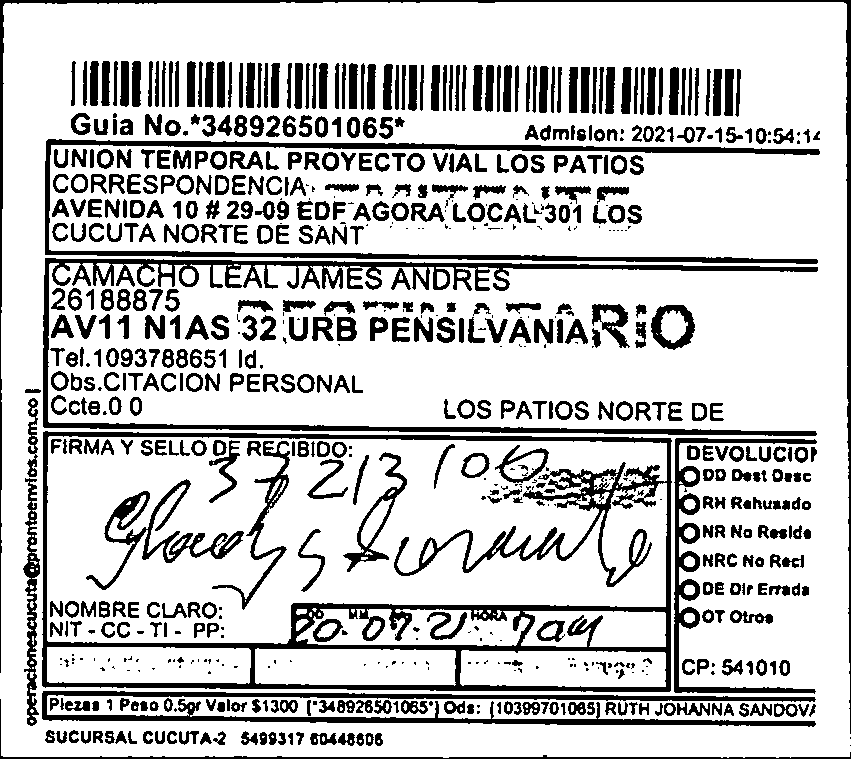 Guia No.*348926501065*
Admision: 2021-07-15-10:54:14
UNION TEMPORAL PROYECTO VIAL LOS PATIOS
CORRESPONDENCIA
AVENIDA 10 # 29-09 EDF AGORA LOCAL 301 LOS
CUCUTA NORTE DE SANT
CAMACHO LEAL JAMES ANDRES
26188875
AV11 N1AS 32 URB PENSILVANIA
Tel.1093788651 Id.
Obs.CITACION PERSONAL
Ccte.0 0
LOS PATIOS NORTE DE
operacionescucuta@prontoenvios.com.co
FIRMA Y SELLO DE RECIBIDO:
37213106
Gladys
NOMBRE CLARO:
NIT - CC - TI - PP:
DD MM HORA
20-07-21 7am
DEVOLUCION
DD Dest Desc
RH Rehusado
NR No Reside
NRC No Recl
DE Dir Errada
OT Otros
CP: 541010
Piezas 1 Peso 0.5gr Valor $1300 (*348926501065*) Ods: (10399701065) RUTH JOHANNA SANDOVA
SUCURSAL CUCUTA-2 5499317 60448606